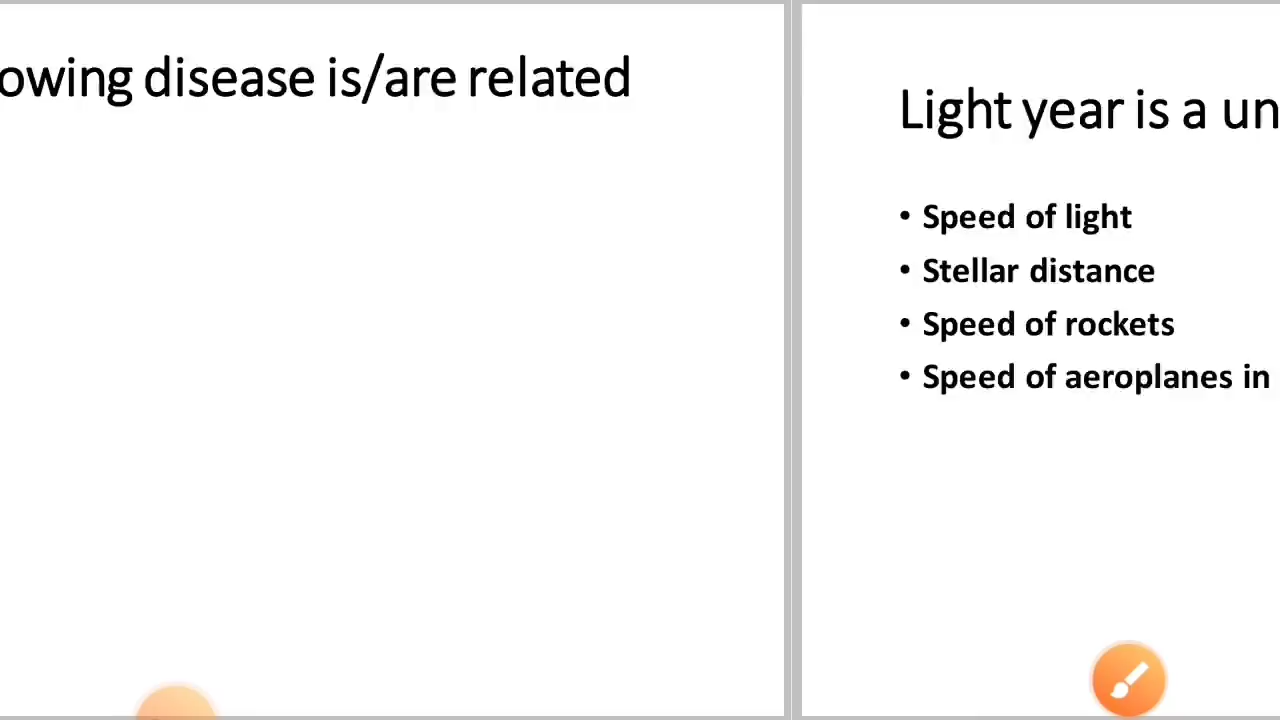 owing disease is/are related
Light year is a un
• Speed of light
• Stellar distance
• Speed of rockets
• Speed of aeroplanes in